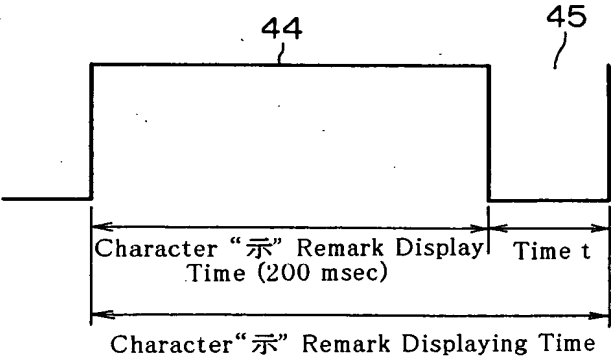 44
45
Character “示” Remark Display
Time (200 msec)
Time t
Character“示” Remark Displaying Time